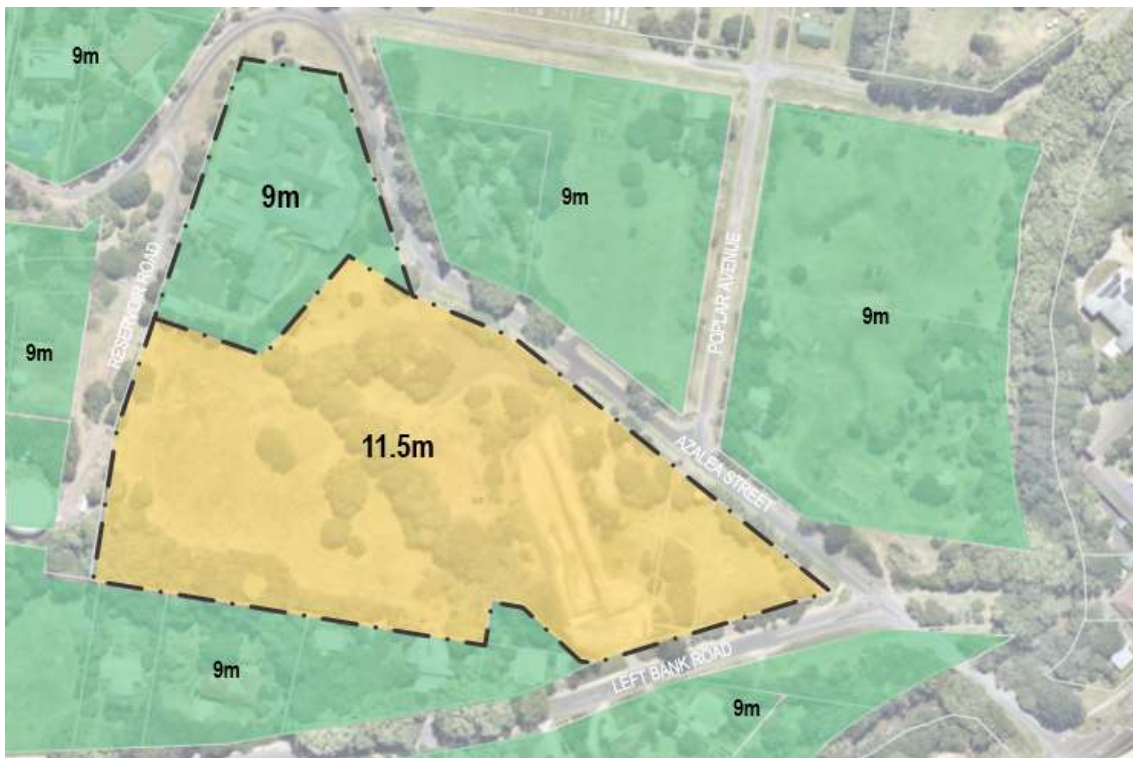 9m
9m
9m
RESERVOIR ROAD
POPLAR AVENUE
9m
9m
11.5m
AZALEA STREET
LEFT BANK ROAD
9m
9m